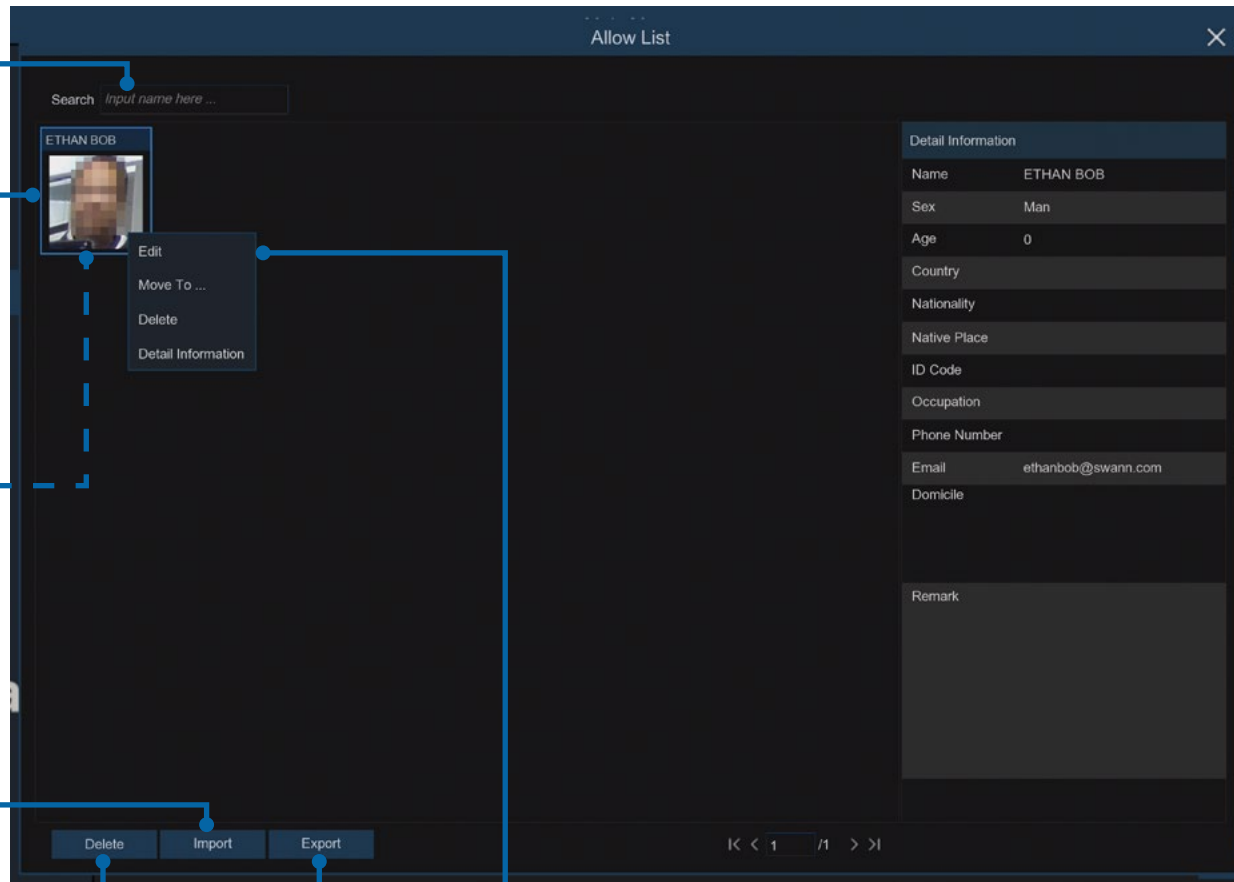 Allow List
Search Input name here ...
ETHAN BOB
Edit
Move To ...
Delete
Detail Information
Detail Information
Name ETHAN BOB
Sex Man
Age 0
Country
Nationality
Native Place
ID Code
Occupation
Phone Number
Email ethanbob@swann.com
Domicile
Remark
a
Delete Import Export
1 /1